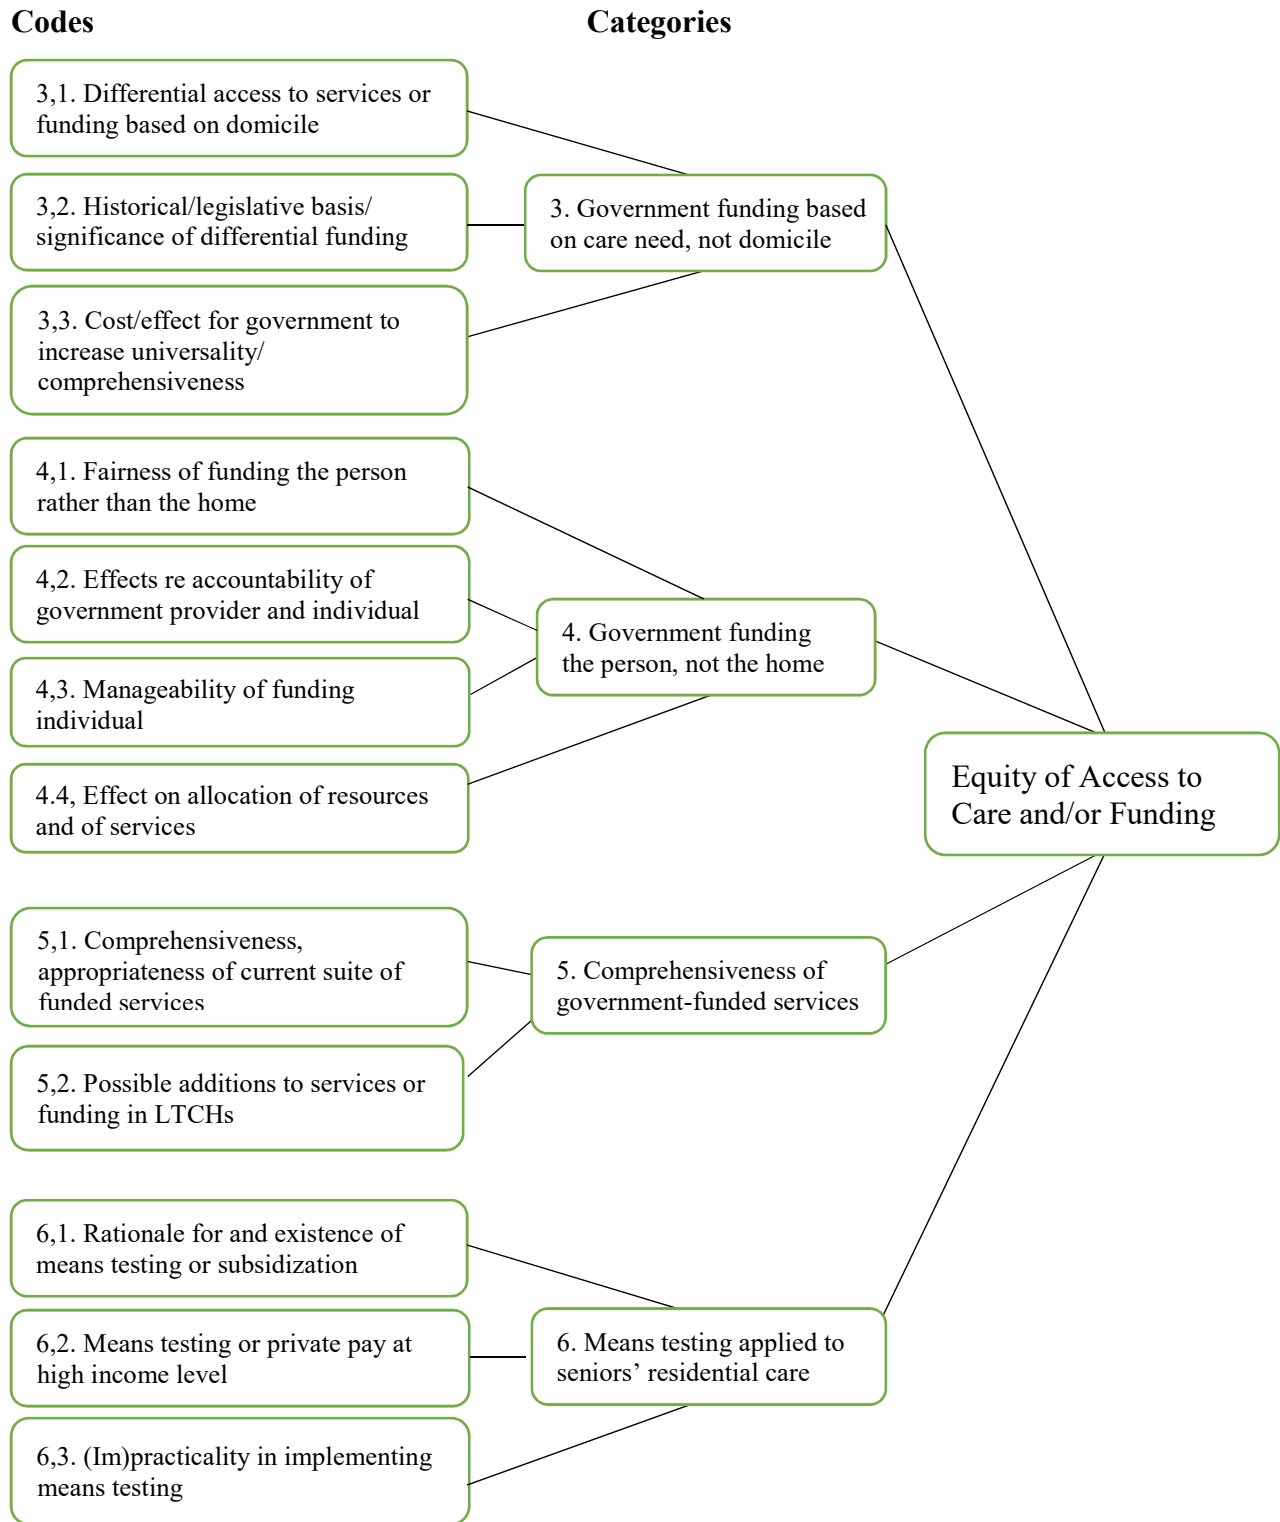 Codes
Categories
3,1. Differential access to services or
funding based on domicile
3,2. Historical/legislative basis/
significance of differential funding
3,3. Cost/effect for government to
increase universality/
comprehensiveness
3. Government funding based
on care need, not domicile
4,1. Fairness of funding the person
rather than the home
4,2. Effects re accountability of
government provider and individual
4,3. Manageability of funding
individual
4.4, Effect on allocation of resources
and of services
4. Government funding
the person, not the home
Equity of Access to
Care and/or Funding
5,1. Comprehensiveness,
appropriateness of current suite of
funded services
5,2. Possible additions to services or
funding in LTCHs
5. Comprehensiveness of
government-funded services
6,1. Rationale for and existence of
means testing or subsidization
6,2. Means testing or private pay at
high income level
6,3. (Im)practicality in implementing
means testing
6. Means testing applied to
seniors’ residential care